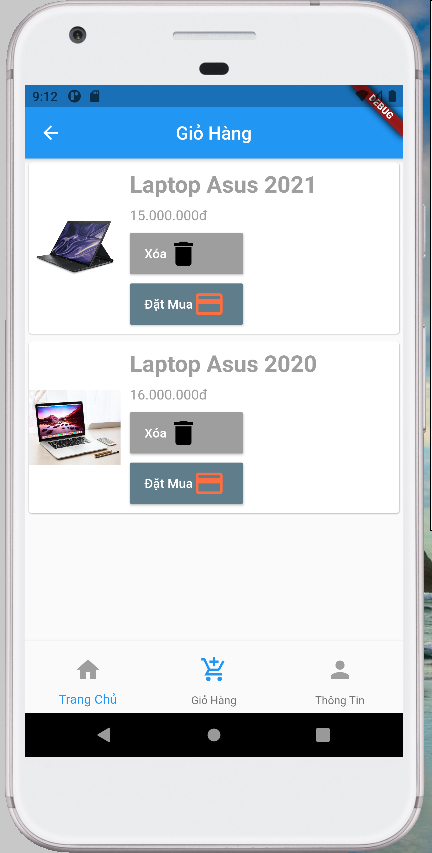 9:12
DEBUG
Giỏ Hàng
Laptop Asus 2021
15.000.000đ
Xóa
Đặt Mua
Laptop Asus 2020
16.000.000đ
Xóa
Đặt Mua
Trang Chủ
Giỏ Hàng
Thông Tin